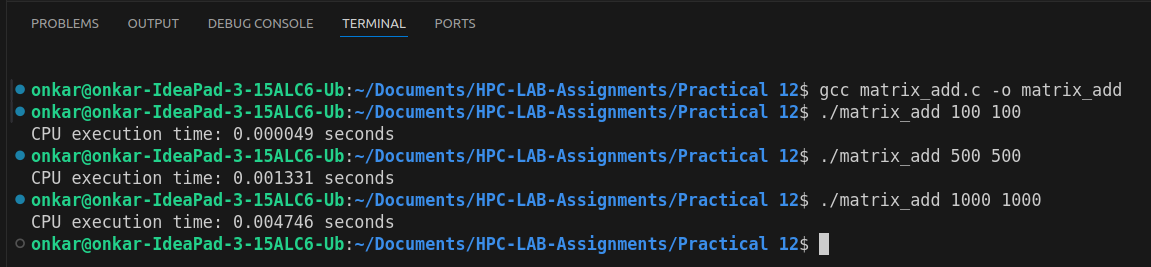 PROBLEMS OUTPUT DEBUG CONSOLE TERMINAL PORTS
onkar@onkar-IdeaPad-3-15ALC6-Ub:~/Documents/HPC-LAB-Assignments/Practical 12$ gcc matrix_add.c -o matrix_add
onkar@onkar-IdeaPad-3-15ALC6-Ub:~/Documents/HPC-LAB-Assignments/Practical 12$ ./matrix_add 100 100
CPU execution time: 0.000049 seconds
onkar@onkar-IdeaPad-3-15ALC6-Ub:~/Documents/HPC-LAB-Assignments/Practical 12$ ./matrix_add 500 500
CPU execution time: 0.001331 seconds
onkar@onkar-IdeaPad-3-15ALC6-Ub:~/Documents/HPC-LAB-Assignments/Practical 12$ ./matrix_add 1000 1000
CPU execution time: 0.004746 seconds
onkar@onkar-IdeaPad-3-15ALC6-Ub:~/Documents/HPC-LAB-Assignments/Practical 12$